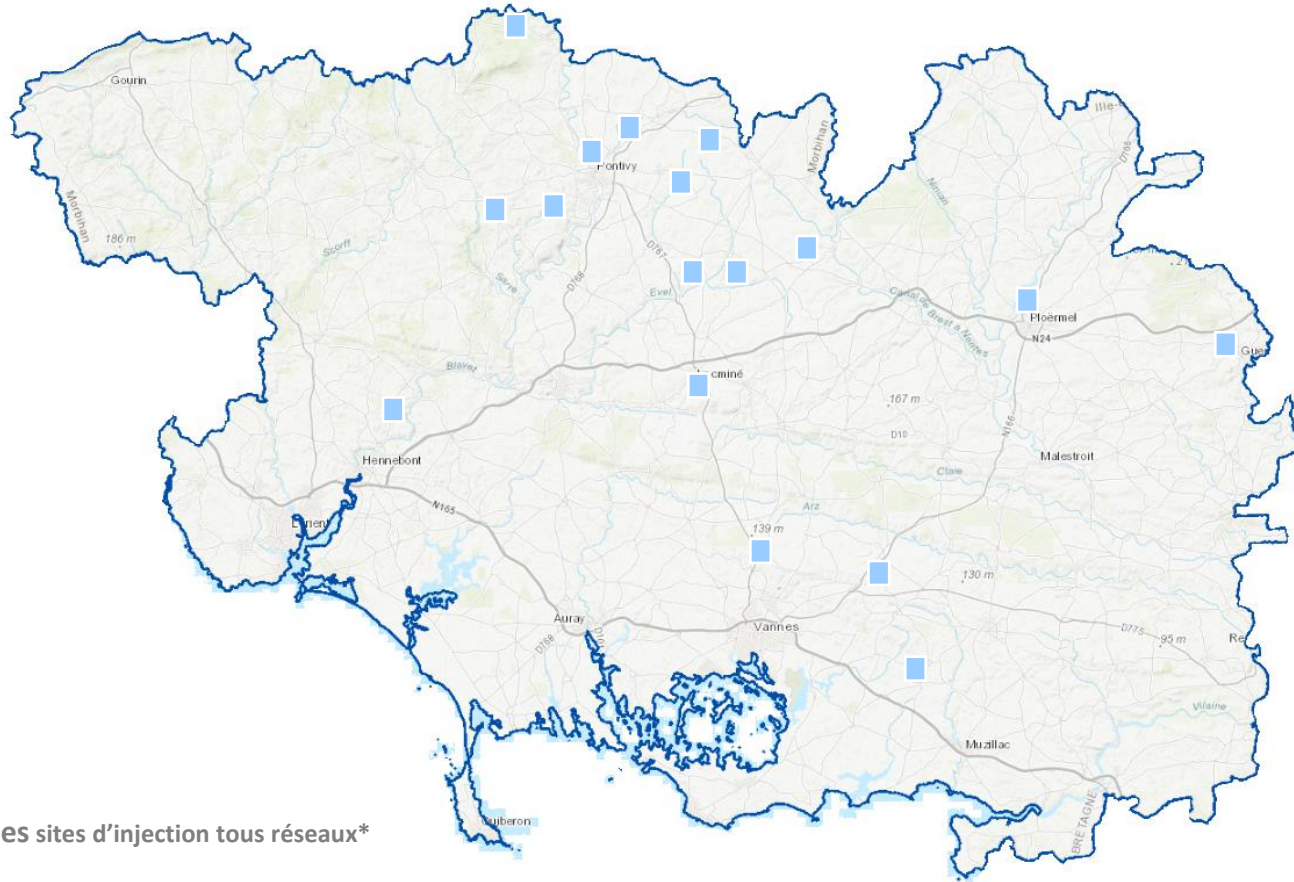 Gourin
Pontivy
Morbihan
Ninian
D766
Morbihan
186 m
Scorff
Sarre
D768
D767
Evel
Canal de Brest à Nantes
Ploërmel
N24
Blavet
167 m
D10
N166
Malestroit
Hennebont
Claie
N165
Arz
139 m
130 m
Auray
D768
Vannes
D775
95 m
Vilaine
Muzillac
BRETAGNE
es sites d’injection tous réseaux*